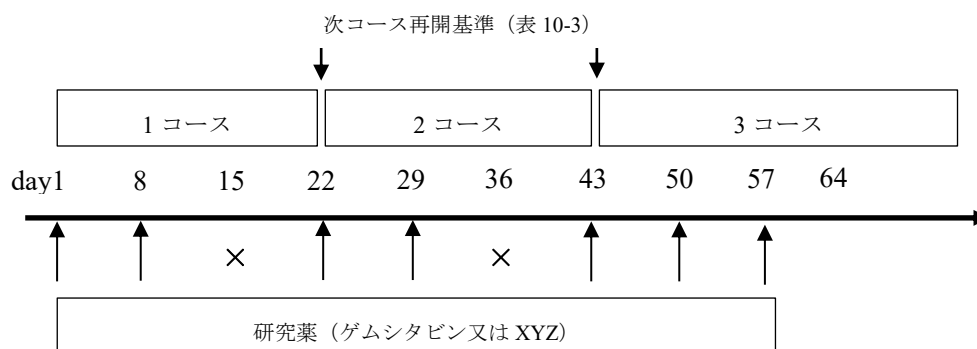 次コース再開基準（表 10-3）
1 コース 2 コース 3 コース
day1 8 15 22 29 36 43 50 57 64
× ×
研究薬（ゲムシタビン又は XYZ）